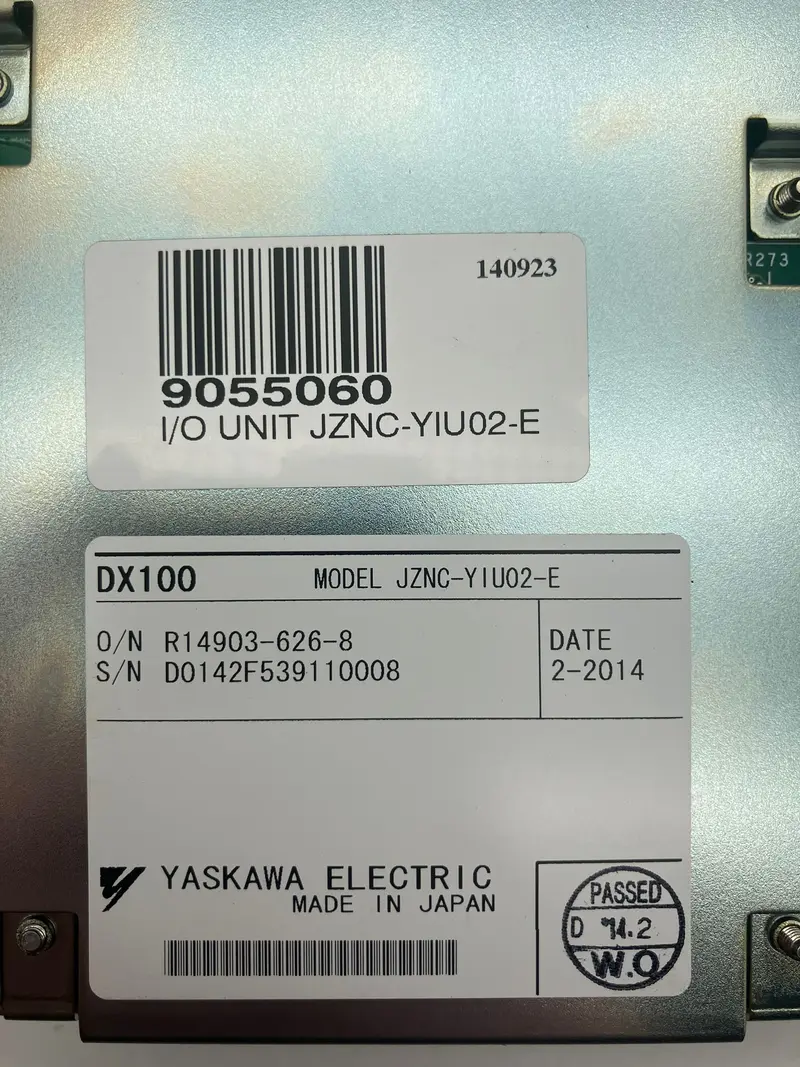 R273
140923
9055060
I/O UNIT JZNC-YIU02-E
DX100 MODEL JZNC-YIU02-E
O/N R14903-626-8
S/N D0142F539110008
DATE
2-2014
YASKAWA ELECTRIC
MADE IN JAPAN
PASSED
D '14.2
W.O